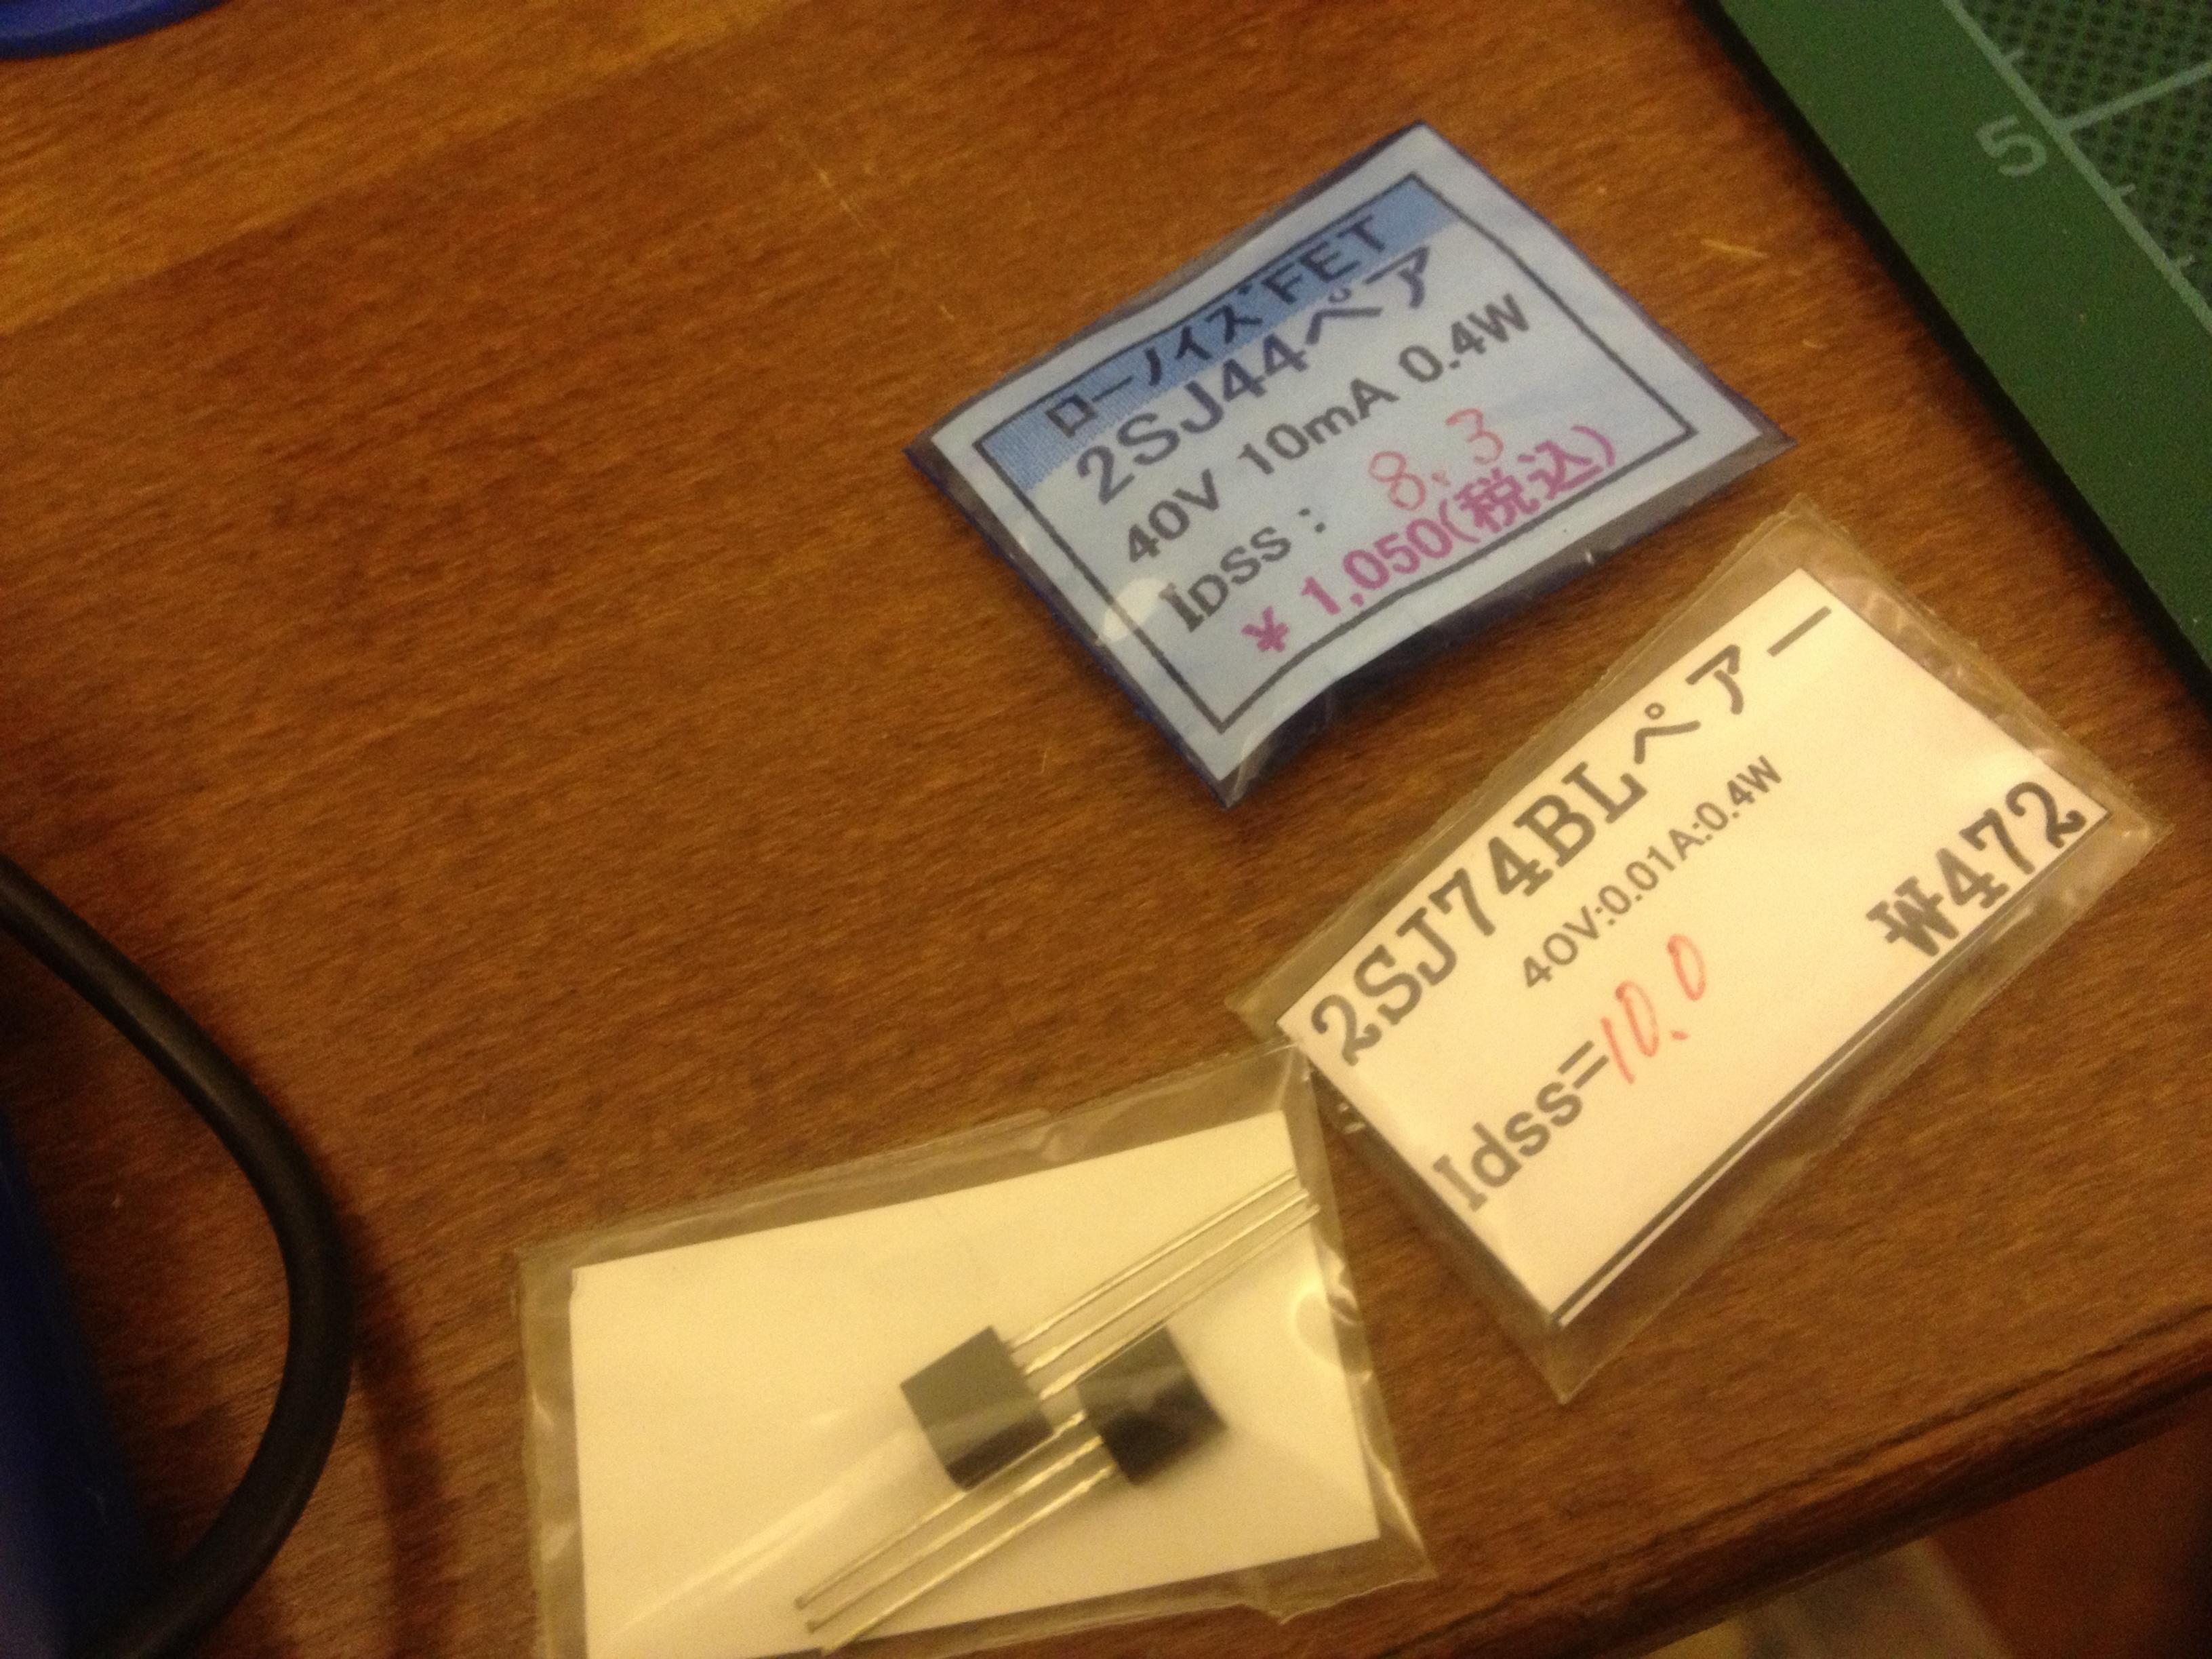 5
ローノイズFET
2SJ44ペア
40V 10mA 0.4W
IDSS : 8.3
¥ 1,050(税込)
2SJ74BLペアー
40V:0.01A:0.4W
Idss=10.0
₩472